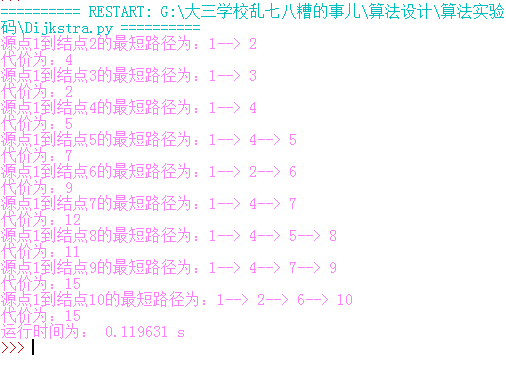 ========== RESTART: G:\大三学校乱七八糟的事儿\算法设计\算法实验
码\Dijkstra.py ==========
源点1到结点2的最短路径为：1--> 2
代价为：4
源点1到结点3的最短路径为：1--> 3
代价为：2
源点1到结点4的最短路径为：1--> 4
代价为：5
源点1到结点5的最短路径为：1--> 4--> 5
代价为：7
源点1到结点6的最短路径为：1--> 2--> 6
代价为：9
源点1到结点7的最短路径为：1--> 4--> 7
代价为：12
源点1到结点8的最短路径为：1--> 4--> 5--> 8
代价为：11
源点1到结点9的最短路径为：1--> 4--> 7--> 9
代价为：15
源点1到结点10的最短路径为：1--> 2--> 6--> 10
代价为：15
运行时间为： 0.119631 s
>>>